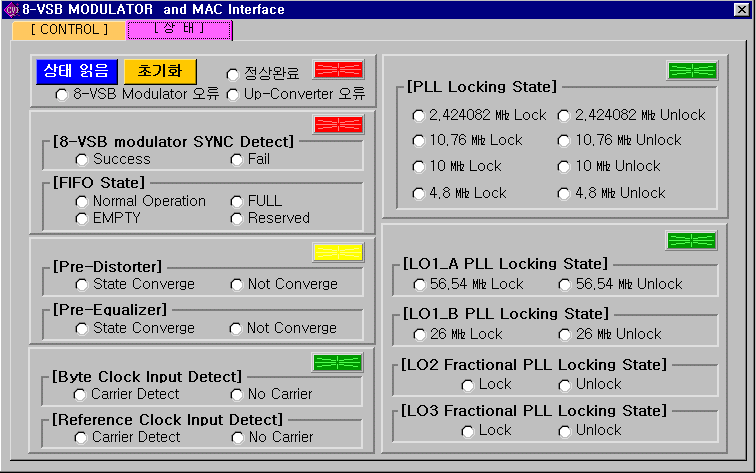 8-VSB MODULATOR and MAC Interface
[ CONTROL ]
[ 상 태 ]
상태 읽음
초기화
정상완료
8-VSB Modulator 오류
Up-Converter 오류
[8-VSB modulator SYNC Detect]
Success
Fail
[FIFO State]
Normal Operation
FULL
EMPTY
Reserved
[Pre-Distorter]
State Converge
Not Converge
[Pre-Equalizer]
State Converge
Not Converge
[Byte Clock Input Detect]
Carrier Detect
No Carrier
[Reference Clock Input Detect]
Carrier Detect
No Carrier
[PLL Locking State]
2,424082 ㎒ Lock
2,424082 ㎒ Unlock
10,76 ㎒ Lock
10,76 ㎒ Unlock
10 ㎒ Lock
10 ㎒ Unlock
4,8 ㎒ Lock
4,8 ㎒ Unlock
[LO1_A PLL Locking State]
56,54 ㎒ Lock
56,54 ㎒ Unlock
[LO1_B PLL Locking State]
26 ㎒ Lock
26 ㎒ Unlock
[LO2 Fractional PLL Locking State]
Lock
Unlock
[LO3 Fractional PLL Locking State]
Lock
Unlock